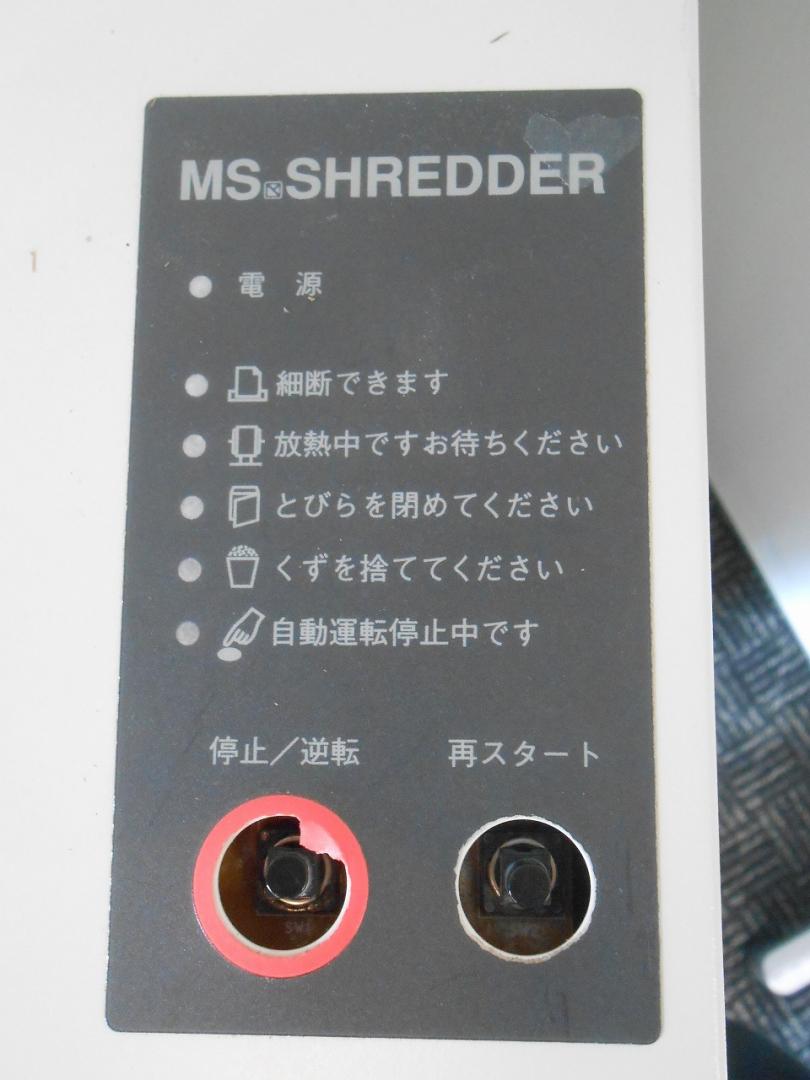 MS SHREDDER
電 源
細断できます
放熱中ですお待ちください
とびらを閉めてください
くずを捨ててください
自動運転停止中です
停止／逆転 再スタート